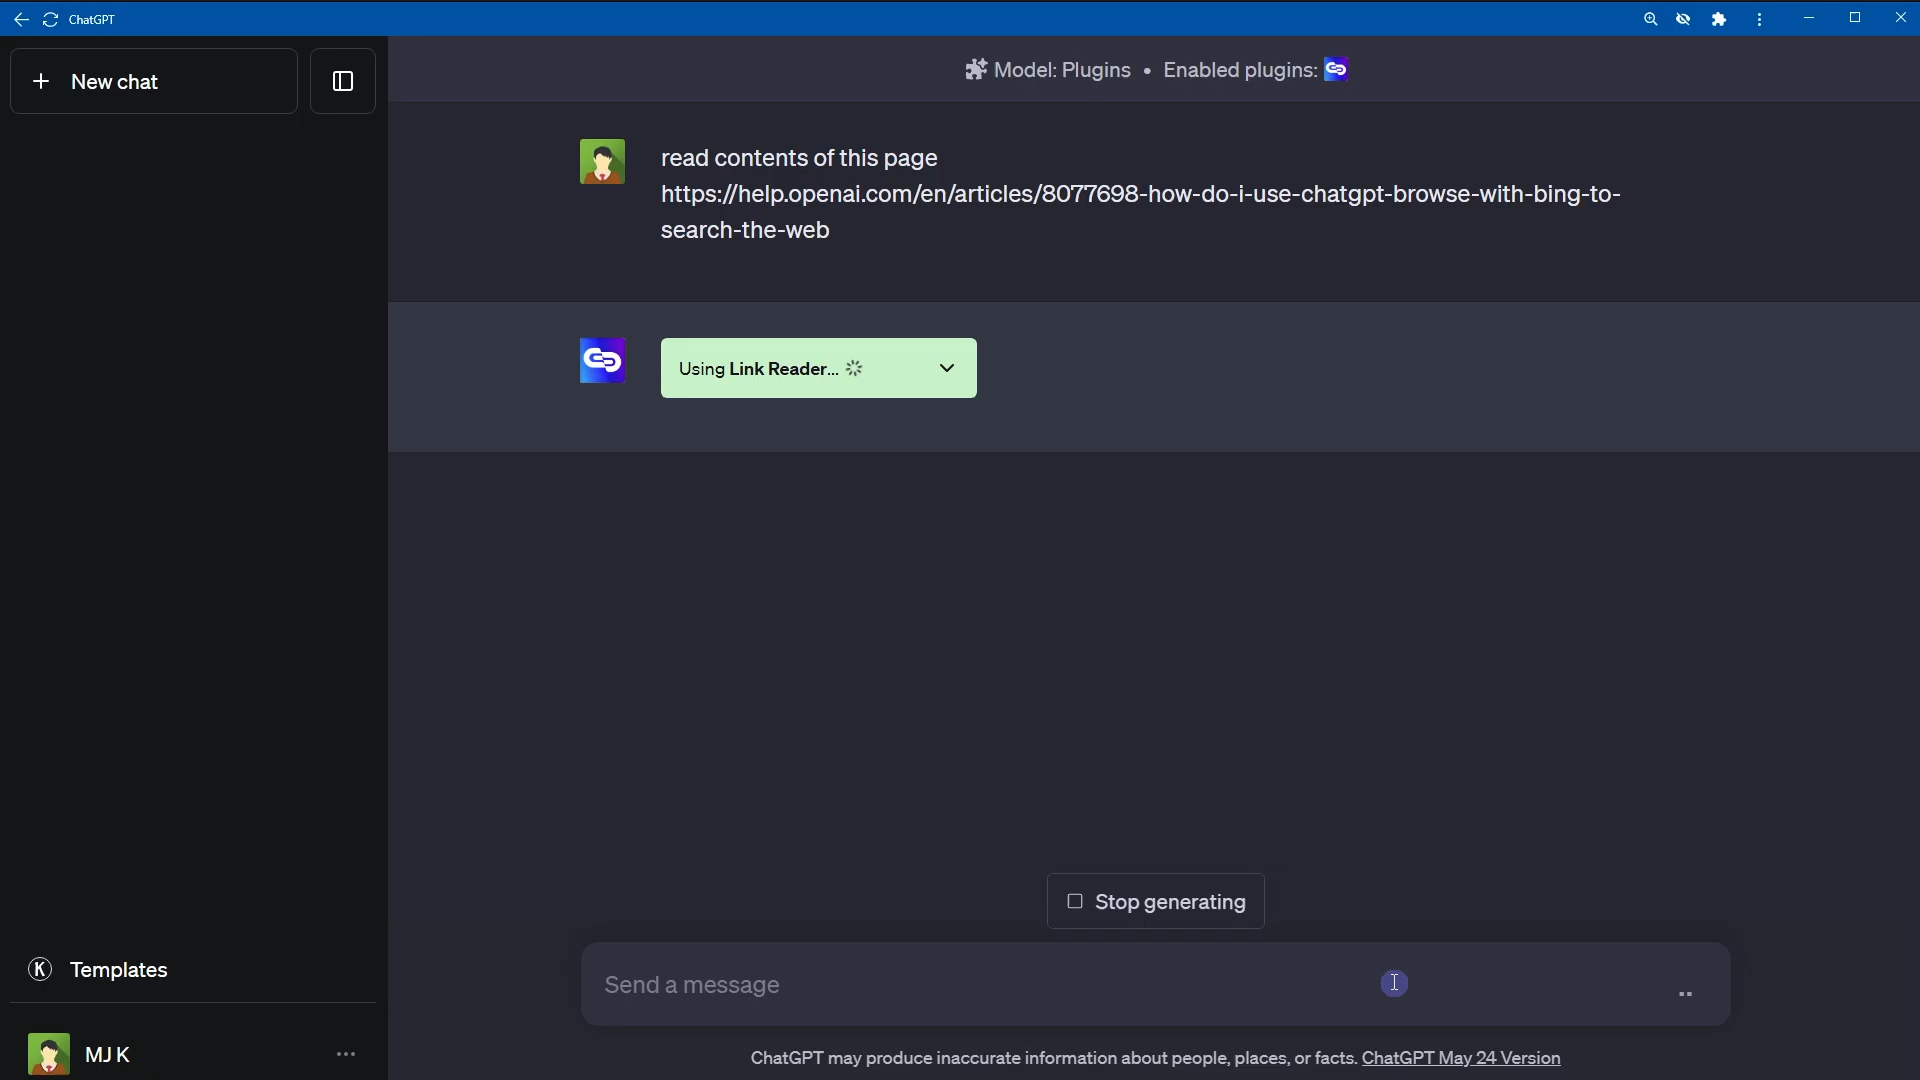 ChatGPT
New chat
Model: Plugins • Enabled plugins:
read contents of this page
https://help.openai.com/en/articles/8077698-how-do-i-use-chatgpt-browse-with-bing-to-
search-the-web
Using Link Reader...
Stop generating
Send a message
K Templates
MJ K
ChatGPT may produce inaccurate information about people, places, or facts. ChatGPT May 24 Version